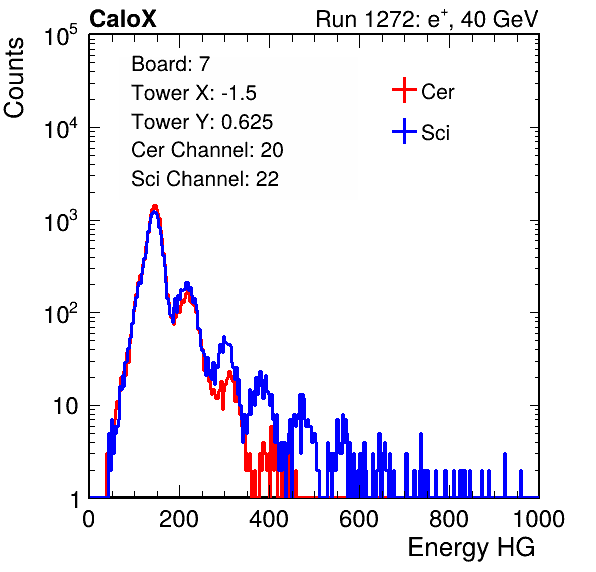 CaloX Run 1272: e⁺, 40 GeV
Counts
Board: 7
Tower X: -1.5
Tower Y: 0.625
Cer Channel: 20
Sci Channel: 22
Cer
Sci
10⁵
10⁴
10³
10²
10
1
0 200 400 600 800 1000
Energy HG